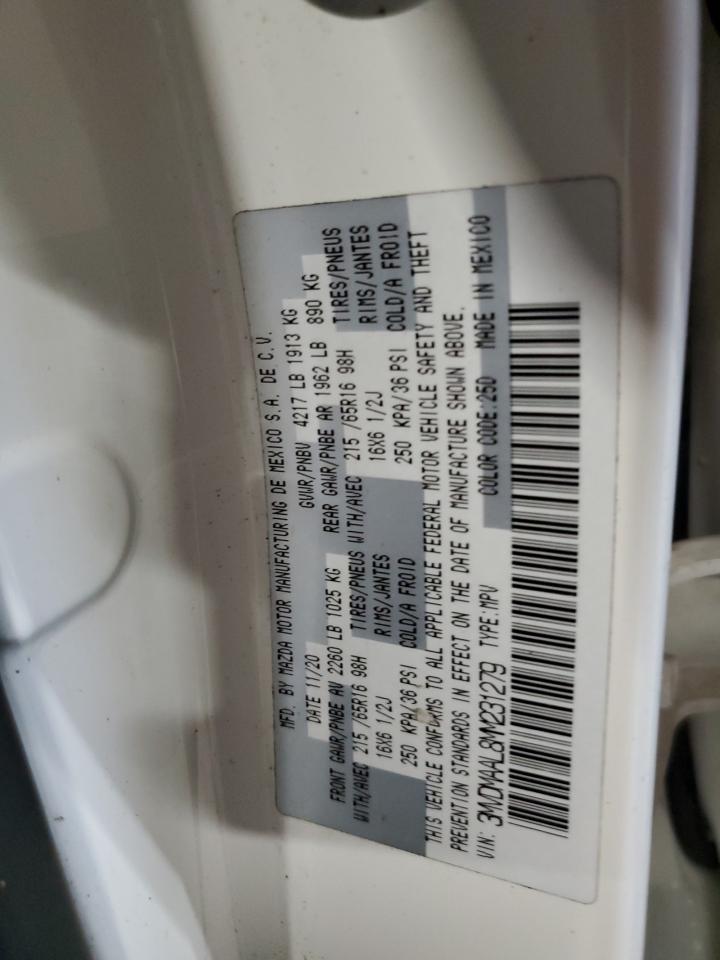 MFD. BY MAZDA MOTOR MANUFACTURING DE MEXICO S.A. DE C.V.
DATE 11/20 GVWR/PNBV 4217 LB 1913 KG
FRONT GAWR/PNBE AV 2260 LB 1025 KG REAR GAWR/PNBE AR 1962 LB 890 KG
WITH/AVEC 215 /65R16 98H TIRES/PNEUS WITH/AVEC 215 /65R16 98H TIRES/PNEUS
16X6 1/2J RIMS/JANTES 16X6 1/2J RIMS/JANTES
250 KPA/36 PSI COLD/A FROID 250 KPA/36 PSI COLD/A FROID
THIS VEHICLE CONFORMS TO ALL APPLICABLE FEDERAL MOTOR VEHICLE SAFETY AND THEFT
PREVENTION STANDARDS IN EFFECT ON THE DATE OF MANUFACTURE SHOWN ABOVE.
VIN: 3MVDMAAL8MM231279 TYPE:MPV COLOR CODE:250 MADE IN MEXICO